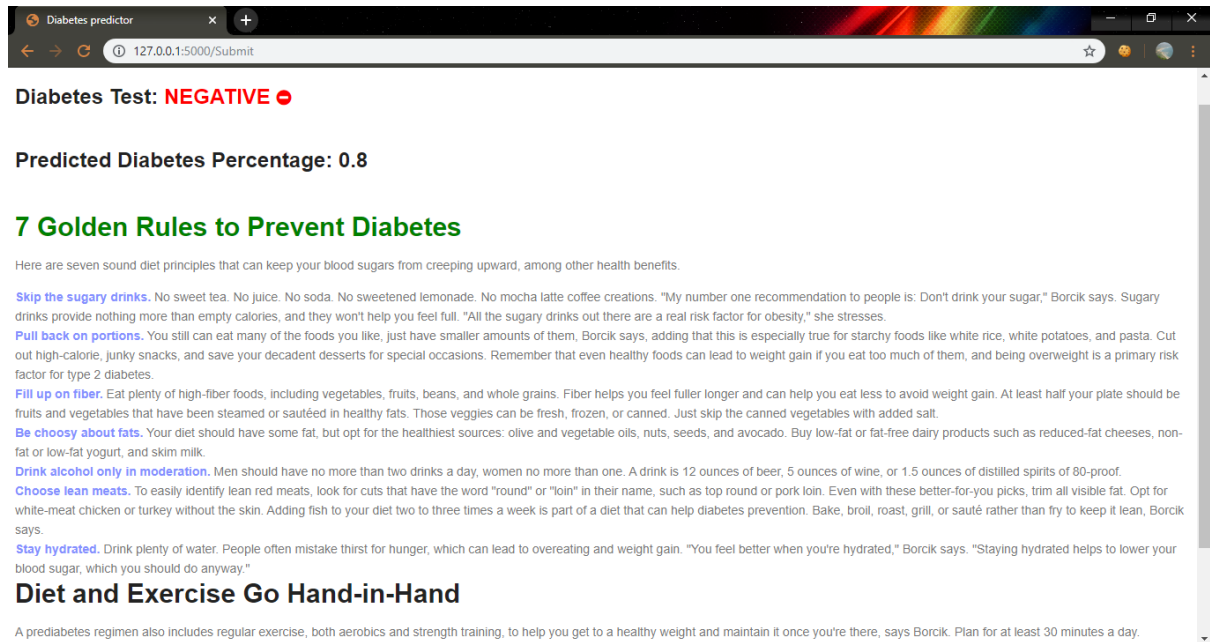 Diabetes predictor
127.0.0.1:5000/Submit
Diabetes Test: NEGATIVE
Predicted Diabetes Percentage: 0.8
7 Golden Rules to Prevent Diabetes
Here are seven sound diet principles that can keep your blood sugars from creeping upward, among other health benefits.
Skip the sugary drinks. No sweet tea. No juice. No soda. No sweetened lemonade. No mocha latte coffee creations. "My number one recommendation to people is: Don't drink your sugar," Borcik says. Sugary
drinks provide nothing more than empty calories, and they won't help you feel full. "All the sugary drinks out there are a real risk factor for obesity," she stresses.
Pull back on portions. You still can eat many of the foods you like, just have smaller amounts of them, Borcik says, adding that this is especially true for starchy foods like white rice, white potatoes, and pasta. Cut
out high-calorie, junky snacks, and save your decadent desserts for special occasions. Remember that even healthy foods can lead to weight gain if you eat too much of them, and being overweight is a primary risk
factor for type 2 diabetes.
Fill up on fiber. Eat plenty of high-fiber foods, including vegetables, fruits, beans, and whole grains. Fiber helps you feel fuller longer and can help you eat less to avoid weight gain. At least half your plate should be
fruits and vegetables that have been steamed or sautéed in healthy fats. Those veggies can be fresh, frozen, or canned. Just skip the canned vegetables with added salt.
Be choosy about fats. Your diet should have some fat, but opt for the healthiest sources: olive and vegetable oils, nuts, seeds, and avocado. Buy low-fat or fat-free dairy products such as reduced-fat cheeses, non-
fat or low-fat yogurt, and skim milk.
Drink alcohol only in moderation. Men should have no more than two drinks a day, women no more than one. A drink is 12 ounces of beer, 5 ounces of wine, or 1.5 ounces of distilled spirits of 80-proof.
Choose lean meats. To easily identify lean red meats, look for cuts that have the word "round" or "loin" in their name, such as top round or pork loin. Even with these better-for-you picks, trim all visible fat. Opt for
white-meat chicken or turkey without the skin. Adding fish to your diet two to three times a week is part of a diet that can help diabetes prevention. Bake, broil, roast, grill, or sauté rather than fry to keep it lean, Borcik
says.
Stay hydrated. Drink plenty of water. People often mistake thirst for hunger, which can lead to overeating and weight gain. "You feel better when you're hydrated," Borcik says. "Staying hydrated helps to lower your
blood sugar, which you should do anyway."
Diet and Exercise Go Hand-in-Hand
A prediabetes regimen also includes regular exercise, both aerobics and strength training, to help you get to a healthy weight and maintain it once you're there, says Borcik. Plan for at least 30 minutes a day.